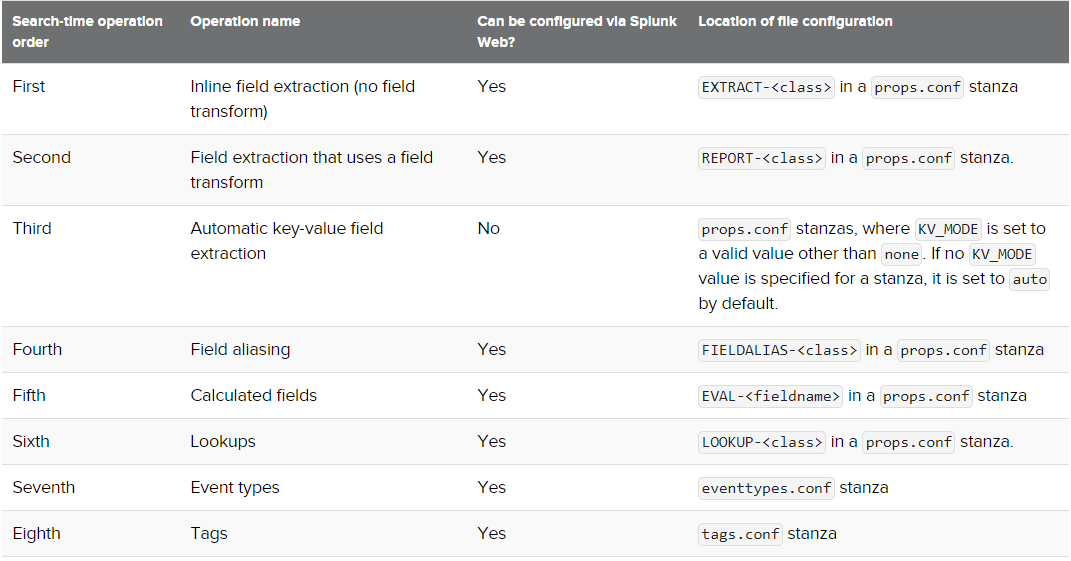 Search-time operation order | Operation name | Can be configured via Splunk Web? | Location of file configuration
First | Inline field extraction (no field transform) | Yes | EXTRACT-<class> in a props.conf stanza
Second | Field extraction that uses a field transform | Yes | REPORT-<class> in a props.conf stanza.
Third | Automatic key-value field extraction | No | props.conf stanzas, where KV_MODE is set to a valid value other than none. If no KV_MODE value is specified for a stanza, it is set to auto by default.
Fourth | Field aliasing | Yes | FIELDALIAS-<class> in a props.conf stanza
Fifth | Calculated fields | Yes | EVAL-<fieldname> in a props.conf stanza
Sixth | Lookups | Yes | LOOKUP-<class> in a props.conf stanza.
Seventh | Event types | Yes | eventtypes.conf stanza
Eighth | Tags | Yes | tags.conf stanza